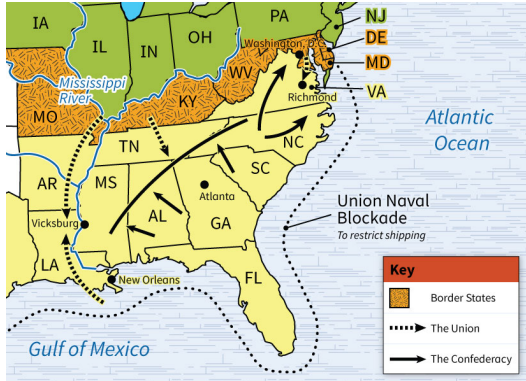 IA
IL
IN
OH
PA
NJ
DE
MD
VA
Washington, D.C.
Mississippi
River
WV
KY
MO
Richmond
Atlantic
Ocean
TN
NC
SC
AR
MS
AL
GA
Atlanta
Vicksburg
Union Naval
Blockade
To restrict shipping
LA
New Orleans
FL
Gulf of Mexico
Key
Border States
The Union
The Confederacy